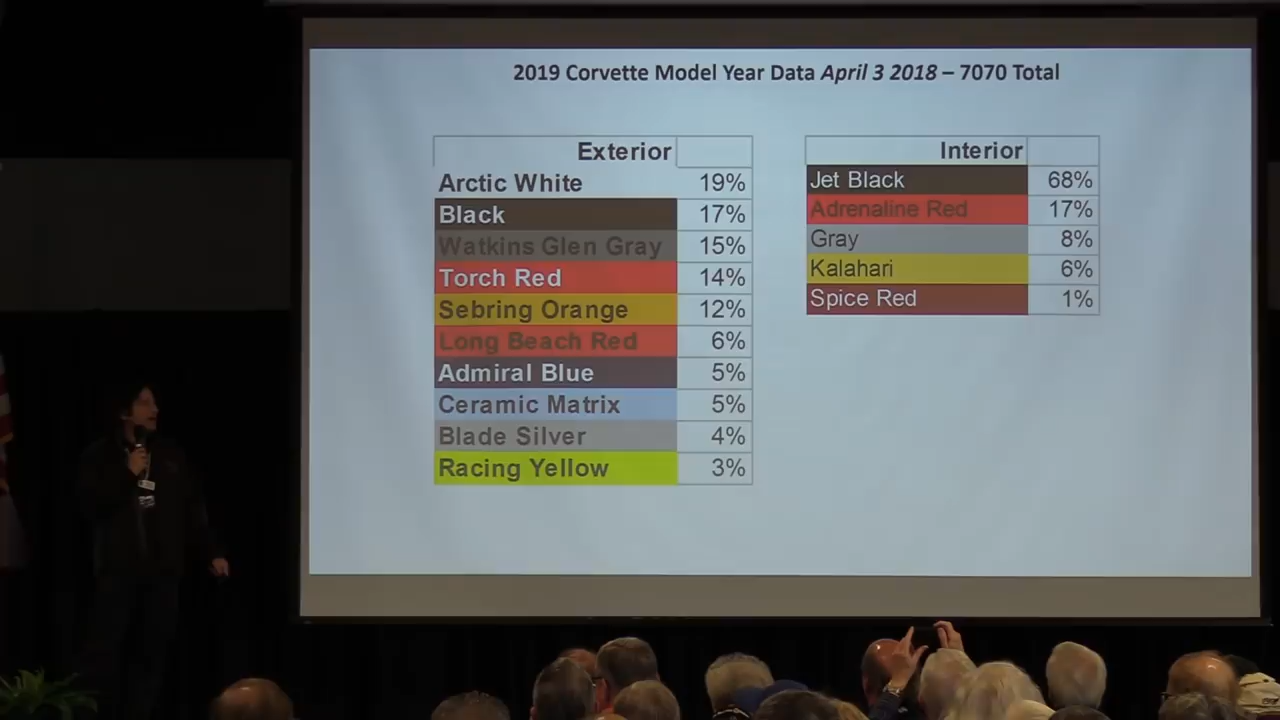 2019 Corvette Model Year Data April 3 2018 – 7070 Total
Exterior
Arctic White 19%
Black 17%
Watkins Glen Gray 15%
Torch Red 14%
Sebring Orange 12%
Long Beach Red 6%
Admiral Blue 5%
Ceramic Matrix 5%
Blade Silver 4%
Racing Yellow 3%
Interior
Jet Black 68%
Adrenaline Red 17%
Gray 8%
Kalahari 6%
Spice Red 1%